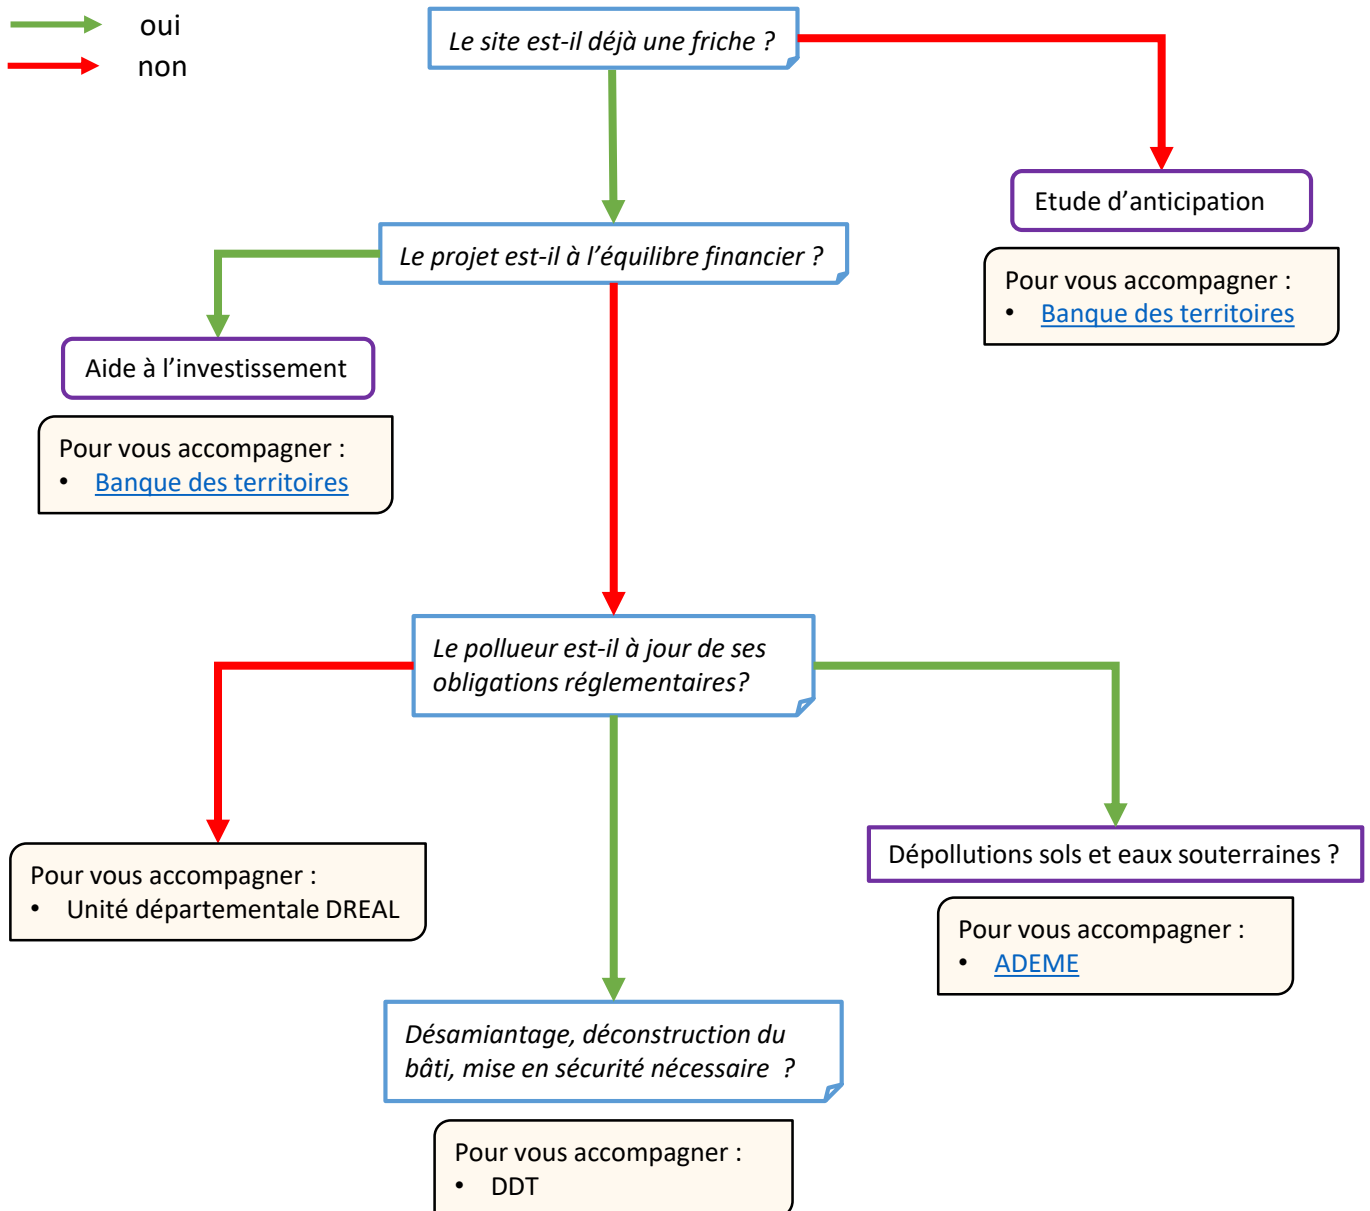 oui
non
Le site est-il déjà une friche ?
Etude d’anticipation
Pour vous accompagner :
• Banque des territoires
Le projet est-il à l’équilibre financier ?
Aide à l’investissement
Pour vous accompagner :
• Banque des territoires
Le pollueur est-il à jour de ses
obligations réglementaires?
Pour vous accompagner :
• Unité départementale DREAL
Dépollutions sols et eaux souterraines ?
Pour vous accompagner :
• ADEME
Désamiantage, déconstruction du
bâti, mise en sécurité nécessaire  ?
Pour vous accompagner :
• DDT